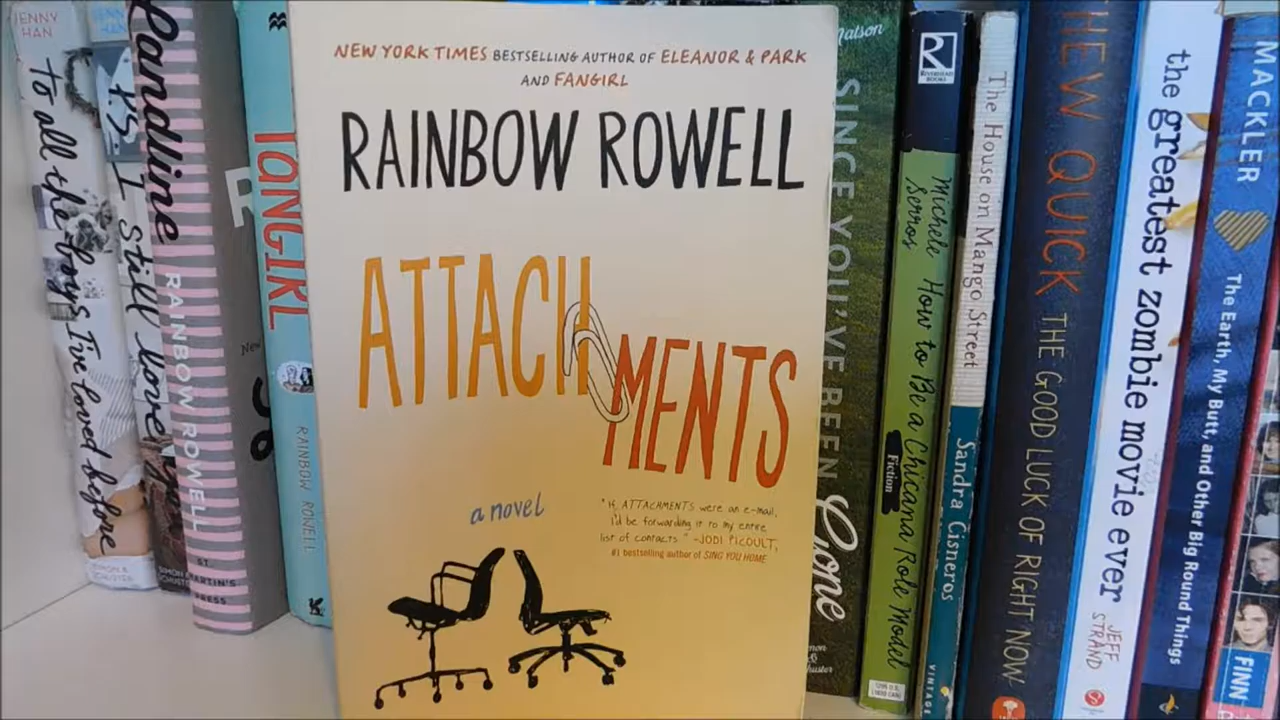 JENNY
HAN
to all the boys I've loved before
P.S. I still love
Landline
RAINBOW ROWELL
ST.
MARTIN'S
PRESS
FANGIRL
RAINBOW ROWELL
NEW YORK TIMES BESTSELLING AUTHOR OF ELEANOR & PARK
AND FANGIRL
RAINBOW ROWELL
ATTACH
MENTS
a novel
"If ATTACHMENTS were an e-mail,
I'd be forwarding it to my entire
list of contacts." -JODI PICOULT,
#1 bestselling author of SING YOU HOME
Matson
SINCE YOU'VE BEEN
Gone
R
RIVERHEAD
BOOKS
Michele
Serros
How to Be a Chicana Role Model
Fiction
The House on Mango Street
Sandra Cisneros
VINTAGE
HEW QUICK
THE GOOD LUCK OF RIGHT NOW
the greatest zombie movie ever
JEFF
STRAND
MACKLER
The Earth, My Butt, and Other Big Round Things
FINN